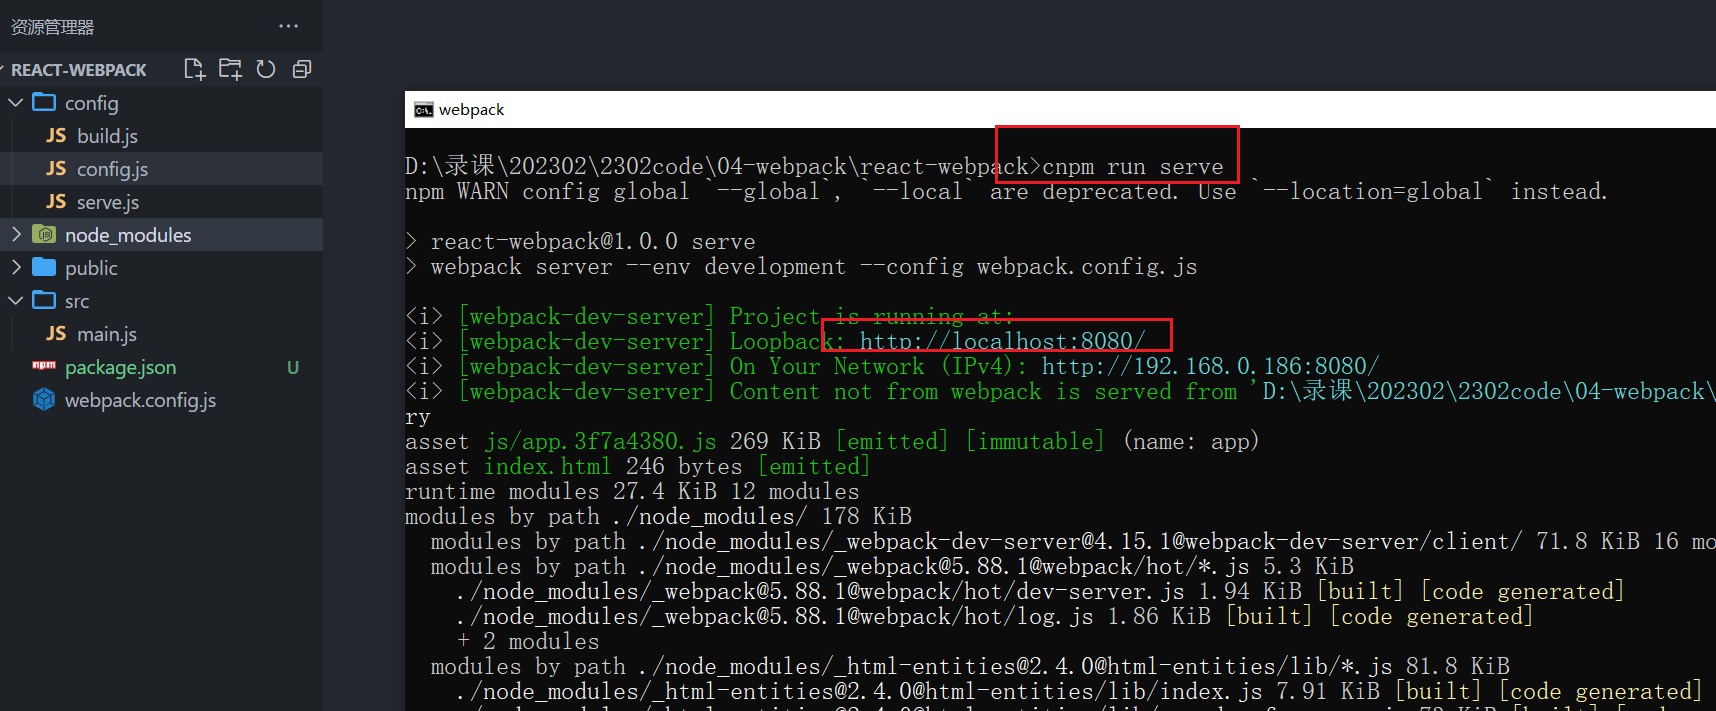 资源管理器
REACT-WEBPACK
config
JS build.js
JS config.js
JS serve.js
node_modules
public
src
JS main.js
npm package.json U
webpack.config.js
webpack
D:\录课\202302\2302code\04-webpack\react-webpack>cnpm run serve
npm WARN config global `--global`, `--local` are deprecated. Use `--location=global` instead.
> react-webpack@1.0.0 serve
> webpack server --env development --config webpack.config.js
<i> [webpack-dev-server] Project is running at:
<i> [webpack-dev-server] Loopback: http://localhost:8080/
<i> [webpack-dev-server] On Your Network (IPv4): http://192.168.0.186:8080/
<i> [webpack-dev-server] Content not from webpack is served from 'D:\录课\202302\2302code\04-webpack\
ry
asset js/app.3f7a4380.js 269 KiB [emitted] [immutable] (name: app)
asset index.html 246 bytes [emitted]
runtime modules 27.4 KiB 12 modules
modules by path ./node_modules/ 178 KiB
modules by path ./node_modules/_webpack-dev-server@4.15.1@webpack-dev-server/client/ 71.8 KiB 16 mo
modules by path ./node_modules/_webpack@5.88.1@webpack/hot/*.js 5.3 KiB
./node_modules/_webpack@5.88.1@webpack/hot/dev-server.js 1.94 KiB [built] [code generated]
./node_modules/_webpack@5.88.1@webpack/hot/log.js 1.86 KiB [built] [code generated]
+ 2 modules
modules by path ./node_modules/_html-entities@2.4.0@html-entities/lib/*.js 81.8 KiB
./node_modules/_html-entities@2.4.0@html-entities/lib/index.js 7.91 KiB [built] [code generated]